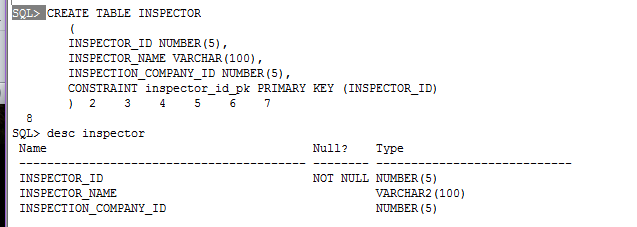 SQL> CREATE TABLE INSPECTOR
(
INSPECTOR_ID NUMBER(5),
INSPECTOR_NAME VARCHAR(100),
INSPECTION_COMPANY_ID NUMBER(5),
CONSTRAINT inspector_id_pk PRIMARY KEY (INSPECTOR_ID)
) 2 3 4 5 6 7
8
SQL> desc inspector
Name Null? Type
----------------------------------------- -------- ----------------------------
INSPECTOR_ID NOT NULL NUMBER(5)
INSPECTOR_NAME VARCHAR2(100)
INSPECTION_COMPANY_ID NUMBER(5)